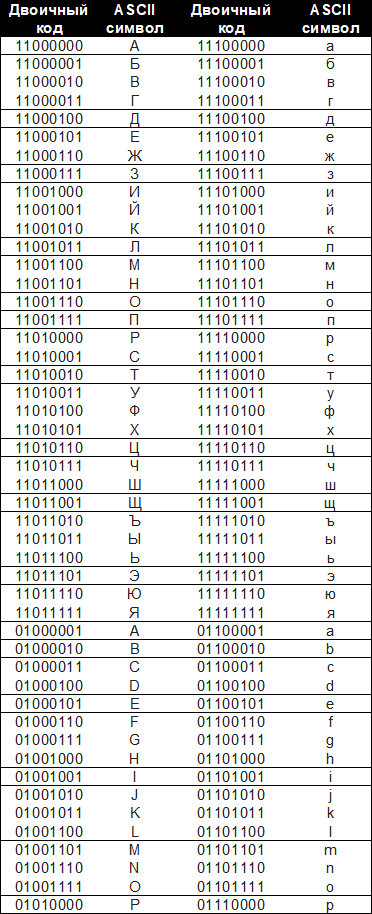 Двоичный код ASCII символ Двоичный код ASCII символ
11000000 А 11100000 а
11000001 Б 11100001 б
11000010 В 11100010 в
11000011 Г 11100011 г
11000100 Д 11100100 д
11000101 Е 11100101 е
11000110 Ж 11100110 ж
11000111 З 11100111 з
11001000 И 11101000 и
11001001 Й 11101001 й
11001010 К 11101010 к
11001011 Л 11101011 л
11001100 М 11101100 м
11001101 Н 11101101 н
11001110 О 11101110 о
11001111 П 11101111 п
11010000 Р 11110000 р
11010001 С 11110001 с
11010010 Т 11110010 т
11010011 У 11110011 у
11010100 Ф 11110100 ф
11010101 Х 11110101 х
11010110 Ц 11110110 ц
11010111 Ч 11110111 ч
11011000 Ш 11111000 ш
11011001 Щ 11111001 щ
11011010 Ъ 11111010 ъ
11011011 Ы 11111011 ы
11011100 Ь 11111100 ь
11011101 Э 11111101 э
11011110 Ю 11111110 ю
11011111 Я 11111111 я
01000001 A 01100001 a
01000010 B 01100010 b
01000011 C 01100011 c
01000100 D 01100100 d
01000101 E 01100101 e
01000110 F 01100110 f
01000111 G 01100111 g
01001000 H 01101000 h
01001001 I 01101001 i
01001010 J 01101010 j
01001011 K 01101011 k
01001100 L 01101100 l
01001101 M 01101101 m
01001110 N 01101110 n
01001111 O 01101111 o
01010000 P 01110000 p